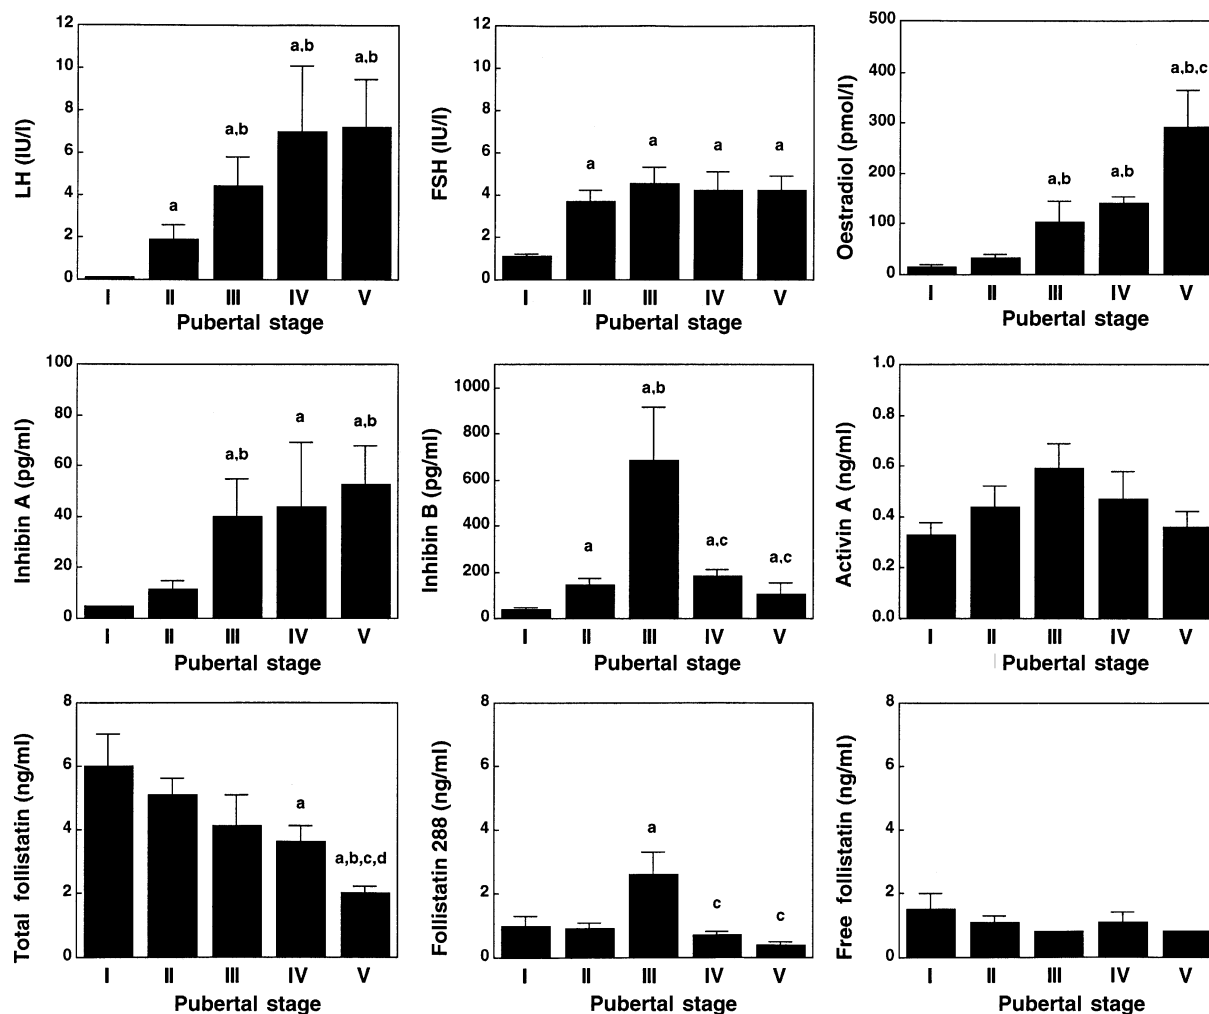 LH (IU/l)
12
10
8
6
4
2
0
a
a,b
a,b
a,b
I II III IV V
Pubertal stage
FSH (IU/l)
12
10
8
6
4
2
0
a
a
a
a
I II III IV V
Pubertal stage
Oestradiol (pmol/l)
500
400
300
200
100
0
a,b
a,b
a,b,c
I II III IV V
Pubertal stage
Inhibin A (pg/ml)
100
80
60
40
20
0
a,b
a
a,b
I II III IV V
Pubertal stage
Inhibin B (pg/ml)
1000
800
600
400
200
0
a
a,b
a,c
a,c
I II III IV V
Pubertal stage
Activin A (ng/ml)
1.0
0.8
0.6
0.4
0.2
0.0
I II III IV V
Pubertal stage
Total follistatin (ng/ml)
8
6
4
2
0
a
a,b,c,d
I II III IV V
Pubertal stage
Follistatin 288 (ng/ml)
8
6
4
2
0
a
c
c
I II III IV V
Pubertal stage
Free follistatin (ng/ml)
8
6
4
2
0
I II III IV V
Pubertal stage